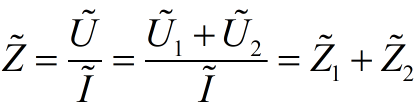 Z̃ = Ũ / Ĩ = (Ũ₁ + Ũ₂) / Ĩ = Z̃₁ + Z̃₂